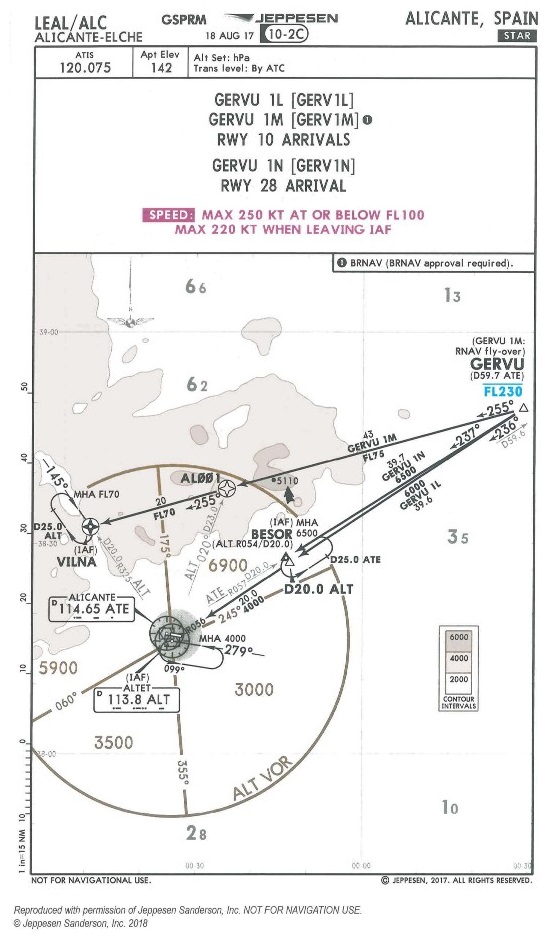 LEAL/ALC
ALICANTE-ELCHE
GSPRM
JEPPESEN
18 AUG 17
10-2C
ALICANTE, SPAIN
STAR
ATIS
120.075
Apt Elev
142
Alt Set: hPa
Trans level: By ATC
GERVU 1L [GERV1L]
GERVU 1M [GERV1M] 1
RWY 10 ARRIVALS
GERVU 1N [GERV1N]
RWY 28 ARRIVAL
SPEED: MAX 250 KT AT OR BELOW FL100
MAX 220 KT WHEN LEAVING IAF
1 BRNAV (BRNAV approval required).
66
13
39-00
(GERVU 1M:
RNAV fly-over)
GERVU
(D59.7 ATE)
FL230
62
255°
237°
236°
D59.6
43
GERVU 1M
FL75
39.7
GERVU 1N
6500
6000
GERVU 1L
39.6
50
40
30
20
10
0
10
1 in=15 NM
AL001
255°
20
FL70
5110
145°
MHA FL70
D25.0
ALT
38-30
(IAF)
VILNA
D20.0
R325
ALT
175°
ALT
020°
D23.0
(IAF) MHA
BESOR 6500
(ALT R054/D20.0)
6900
D25.0 ATE
D20.0 ALT
35
ATE
R057
D20.0
20.0
4000
245°
R056
ALICANTE
D 114.65 ATE
MHA 4000
279°
099°
(IAF)
ALTET
D 113.8 ALT
5900
060°
3000
3500
355°
ALT VOR
38-00
6000
4000
2000
CONTOUR
INTERVALS
28
10
00-30
00-00
00-30
NOT FOR NAVIGATIONAL USE.
© JEPPESEN, 2017. ALL RIGHTS RESERVED.
Reproduced with permission of Jeppesen Sanderson, Inc. NOT FOR NAVIGATION USE.
© Jeppesen Sanderson, Inc. 2018